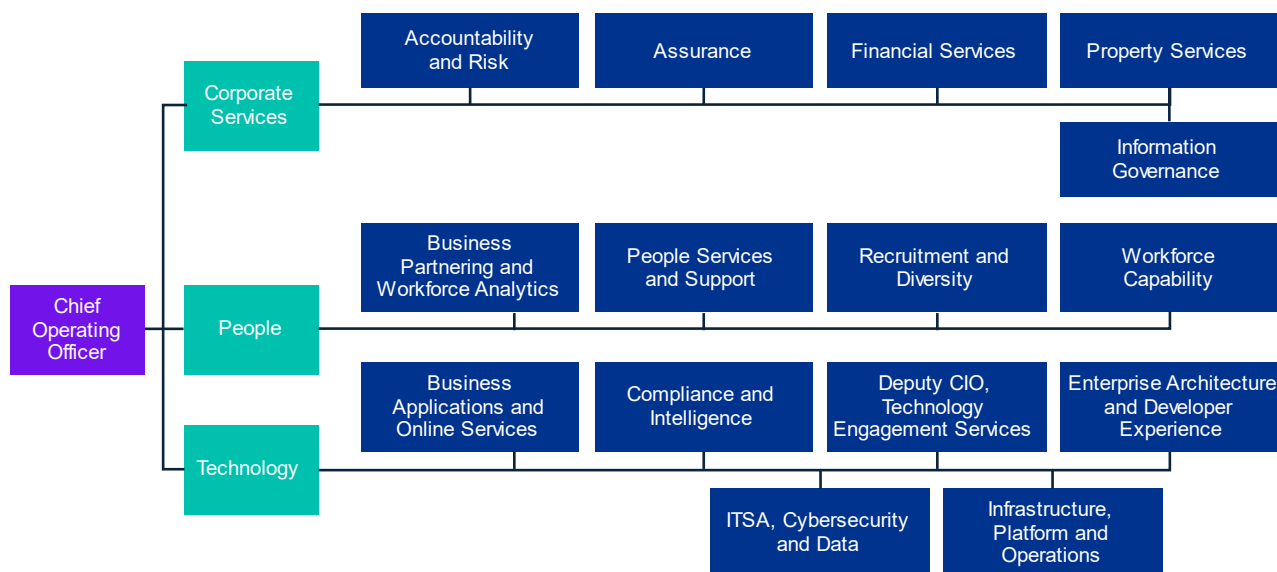 Accountability
and Risk
Assurance
Financial Services
Property Services
Corporate
Services
Information
Governance
Business
Partnering and
Workforce Analytics
People Services
and Support
Recruitment and
Diversity
Workforce
Capability
Chief
Operating
Officer
People
Business
Applications and
Online Services
Compliance and
Intelligence
Deputy CIO,
Technology
Engagement Services
Enterprise Architecture
and Developer
Experience
Technology
ITSA, Cybersecurity
and Data
Infrastructure,
Platform and
Operations